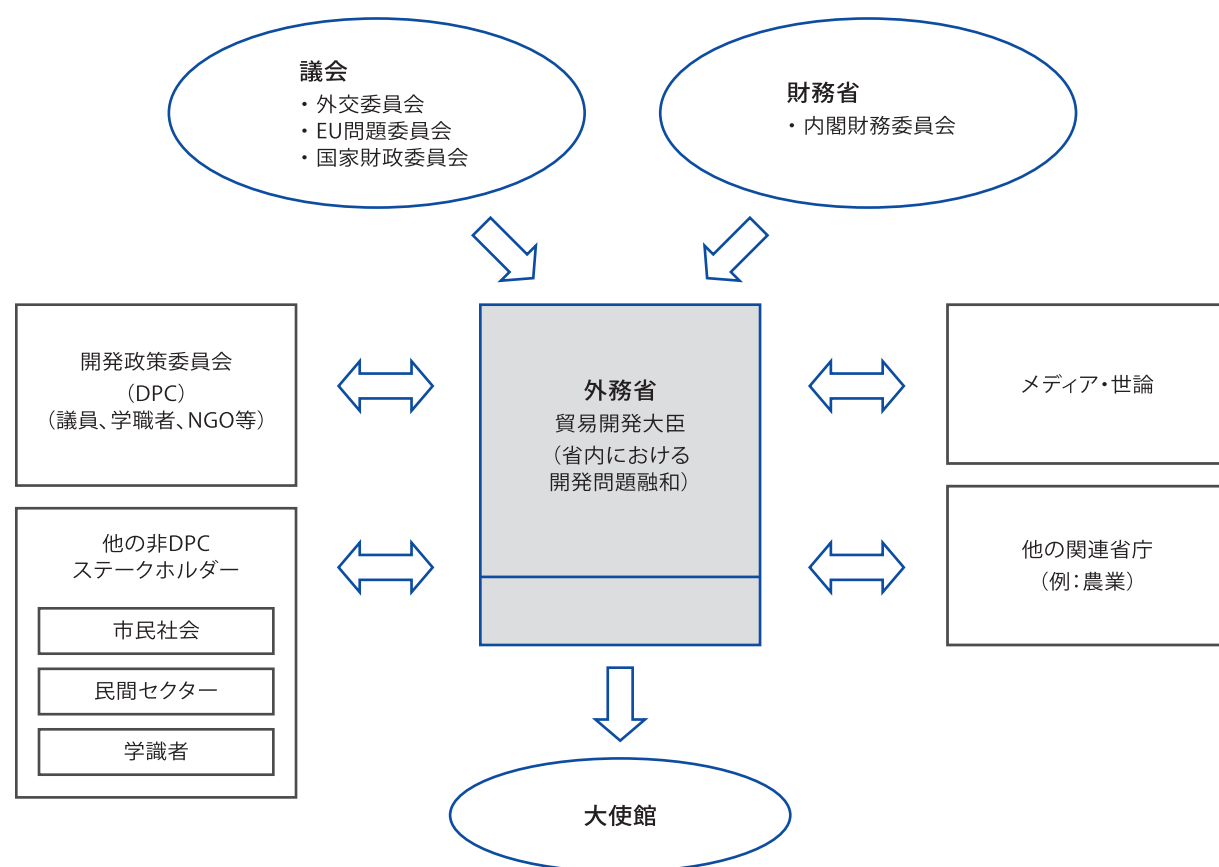 議会
・外交委員会
・EU問題委員会
・国家財政委員会
財務省
・内閣財務委員会
開発政策委員会
（DPC）
（議員、学職者、NGO等）
外務省
貿易開発大臣
（省内における
開発問題融和）
メディア・世論
他の非DPC
ステークホルダー
市民社会
民間セクター
学識者
他の関連省庁
（例：農業）
大使館